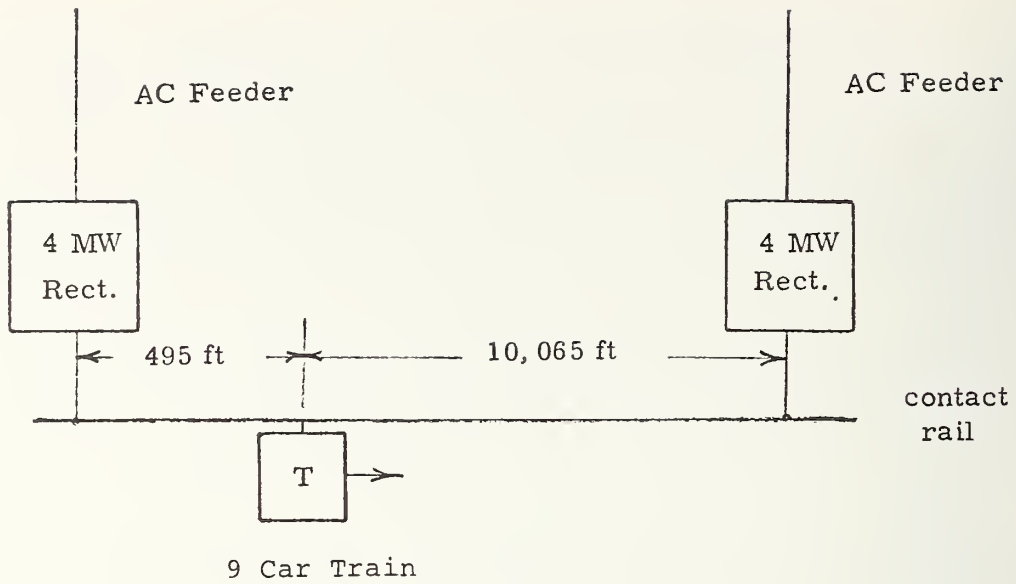 AC Feeder
AC Feeder
4 MW
Rect.
4 MW
Rect.
495 ft
10,065 ft
contact
rail
T
9 Car Train